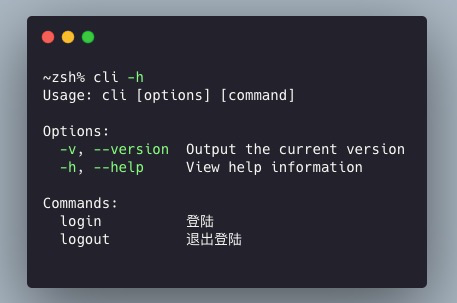 ~zsh% cli -h
Usage: cli [options] [command]
Options:
-v, --version  Output the current version
-h, --help     View help information
Commands:
login          登陆
logout         退出登陆